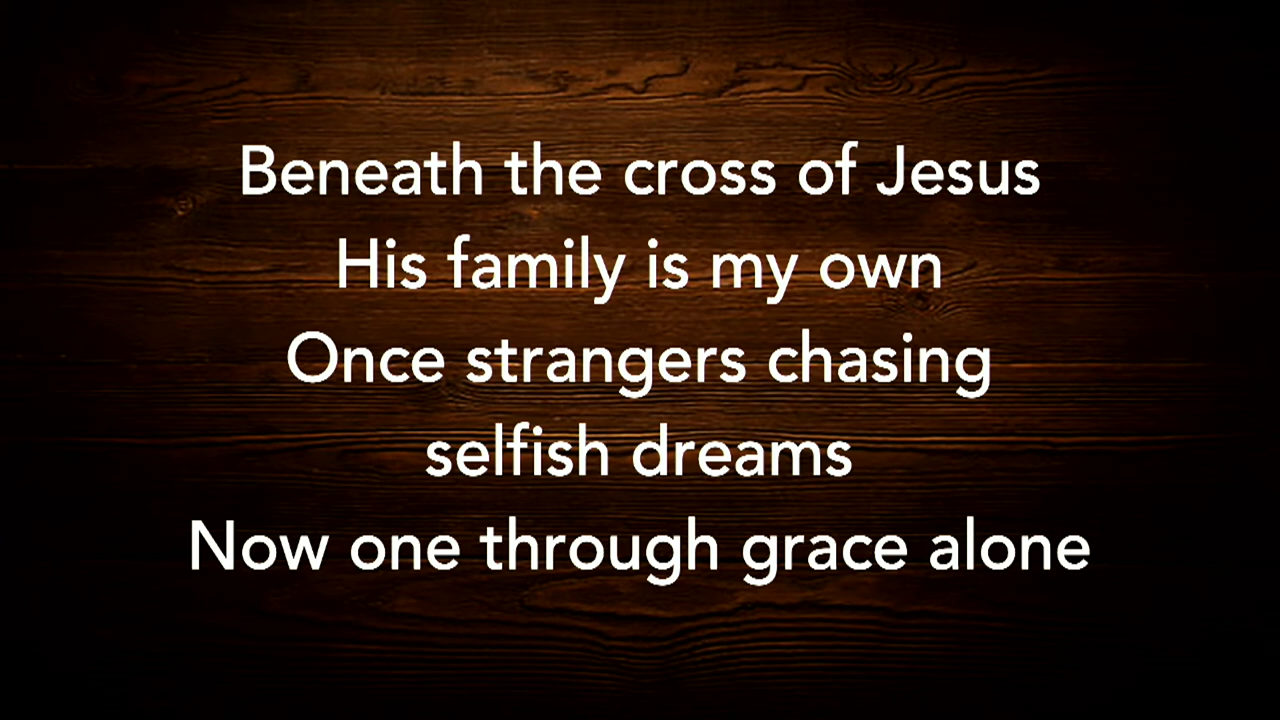 Beneath the cross of Jesus
His family is my own
Once strangers chasing
selfish dreams
Now one through grace alone